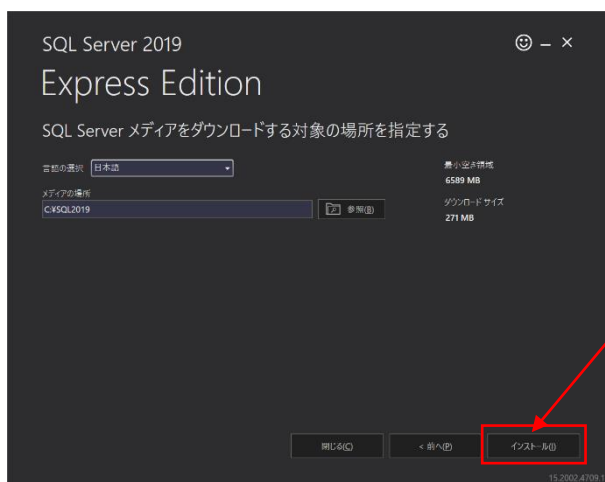 SQL Server 2019
Express Edition
SQL Server メディアをダウンロードする対象の場所を指定する
言語の選択 日本語
最小空き領域
6589 MB
メディアの場所
C:¥SQL2019
参照(B)
ダウンロード サイズ
271 MB
閉じる(C)
< 前へ(P)
インストール(I)
15.2002.4709.1